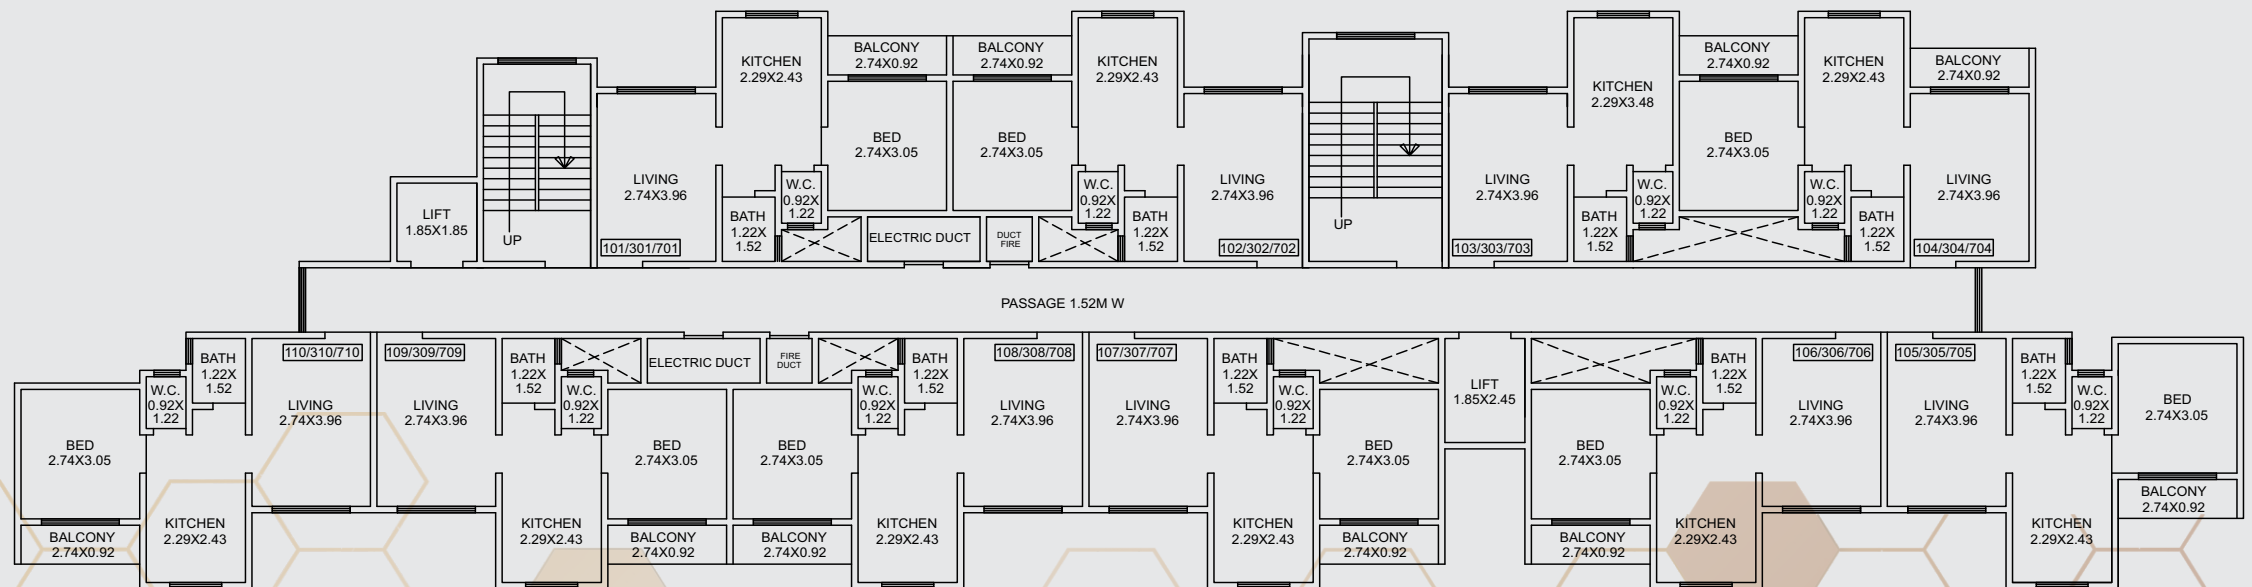 KITCHEN
2.29X2.43
BALCONY
2.74X0.92
BALCONY
2.74X0.92
KITCHEN
2.29X2.43
KITCHEN
2.29X3.48
BALCONY
2.74X0.92
KITCHEN
2.29X2.43
BALCONY
2.74X0.92
BED
2.74X3.05
BED
2.74X3.05
BED
2.74X3.05
LIFT
1.85X1.85
UP
LIVING
2.74X3.96
101/301/701
BATH
1.22X
1.52
W.C.
0.92X
1.22
ELECTRIC DUCT
DUCT
FIRE
W.C.
0.92X
1.22
BATH
1.22X
1.52
LIVING
2.74X3.96
102/302/702
UP
LIVING
2.74X3.96
103/303/703
BATH
1.22X
1.52
W.C.
0.92X
1.22
W.C.
0.92X
1.22
BATH
1.22X
1.52
LIVING
2.74X3.96
104/304/704
PASSAGE 1.52M W
BED
2.74X3.05
BALCONY
2.74X0.92
W.C.
0.92X
1.22
BATH
1.22X
1.52
KITCHEN
2.29X2.43
110/310/710
LIVING
2.74X3.96
109/309/709
LIVING
2.74X3.96
BATH
1.22X
1.52
W.C.
0.92X
1.22
KITCHEN
2.29X2.43
ELECTRIC DUCT
FIRE
DUCT
BED
2.74X3.05
BALCONY
2.74X0.92
BED
2.74X3.05
BALCONY
2.74X0.92
W.C.
0.92X
1.22
BATH
1.22X
1.52
KITCHEN
2.29X2.43
108/308/708
LIVING
2.74X3.96
107/307/707
LIVING
2.74X3.96
BATH
1.22X
1.52
W.C.
0.92X
1.22
KITCHEN
2.29X2.43
BED
2.74X3.05
BALCONY
2.74X0.92
LIFT
1.85X2.45
BED
2.74X3.05
BALCONY
2.74X0.92
W.C.
0.92X
1.22
BATH
1.22X
1.52
KITCHEN
2.29X2.43
106/306/706
LIVING
2.74X3.96
105/305/705
LIVING
2.74X3.96
BATH
1.22X
1.52
W.C.
0.92X
1.22
KITCHEN
2.29X2.43
BED
2.74X3.05
BALCONY
2.74X0.92